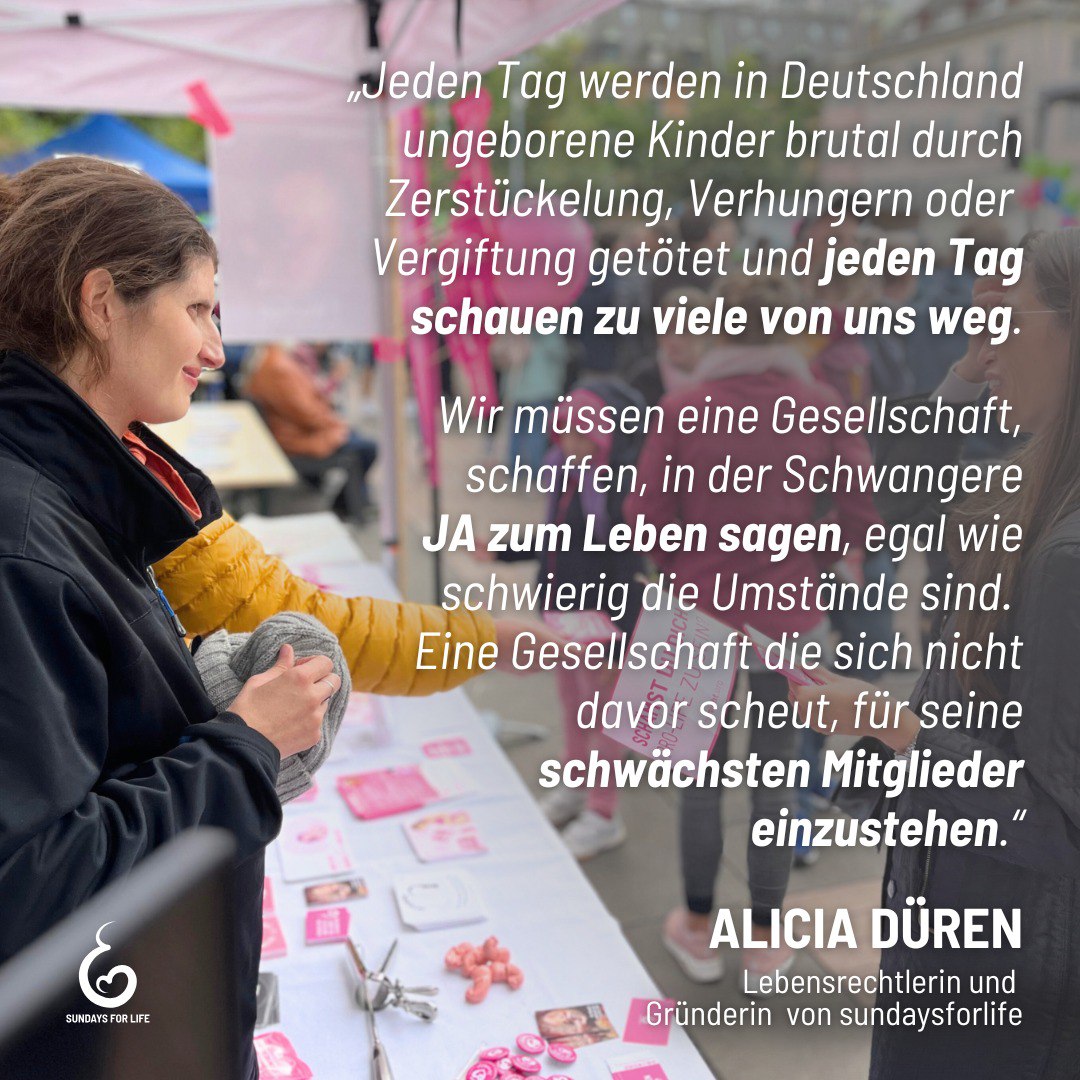 „Jeden Tag werden in Deutschland
ungeborene Kinder brutal durch
Zerstückelung, Verhungern oder
Vergiftung getötet und jeden Tag
schauen zu viele von uns weg.
Wir müssen eine Gesellschaft,
schaffen, in der Schwangere
JA zum Leben sagen, egal wie
schwierig die Umstände sind.
Eine Gesellschaft die sich nicht
davor scheut, für seine
schwächsten Mitglieder
einzustehen.“
ALICIA DÜREN
Lebensrechtlerin und
Gründerin von sundaysforlife
SUNDAYS FOR LIFE